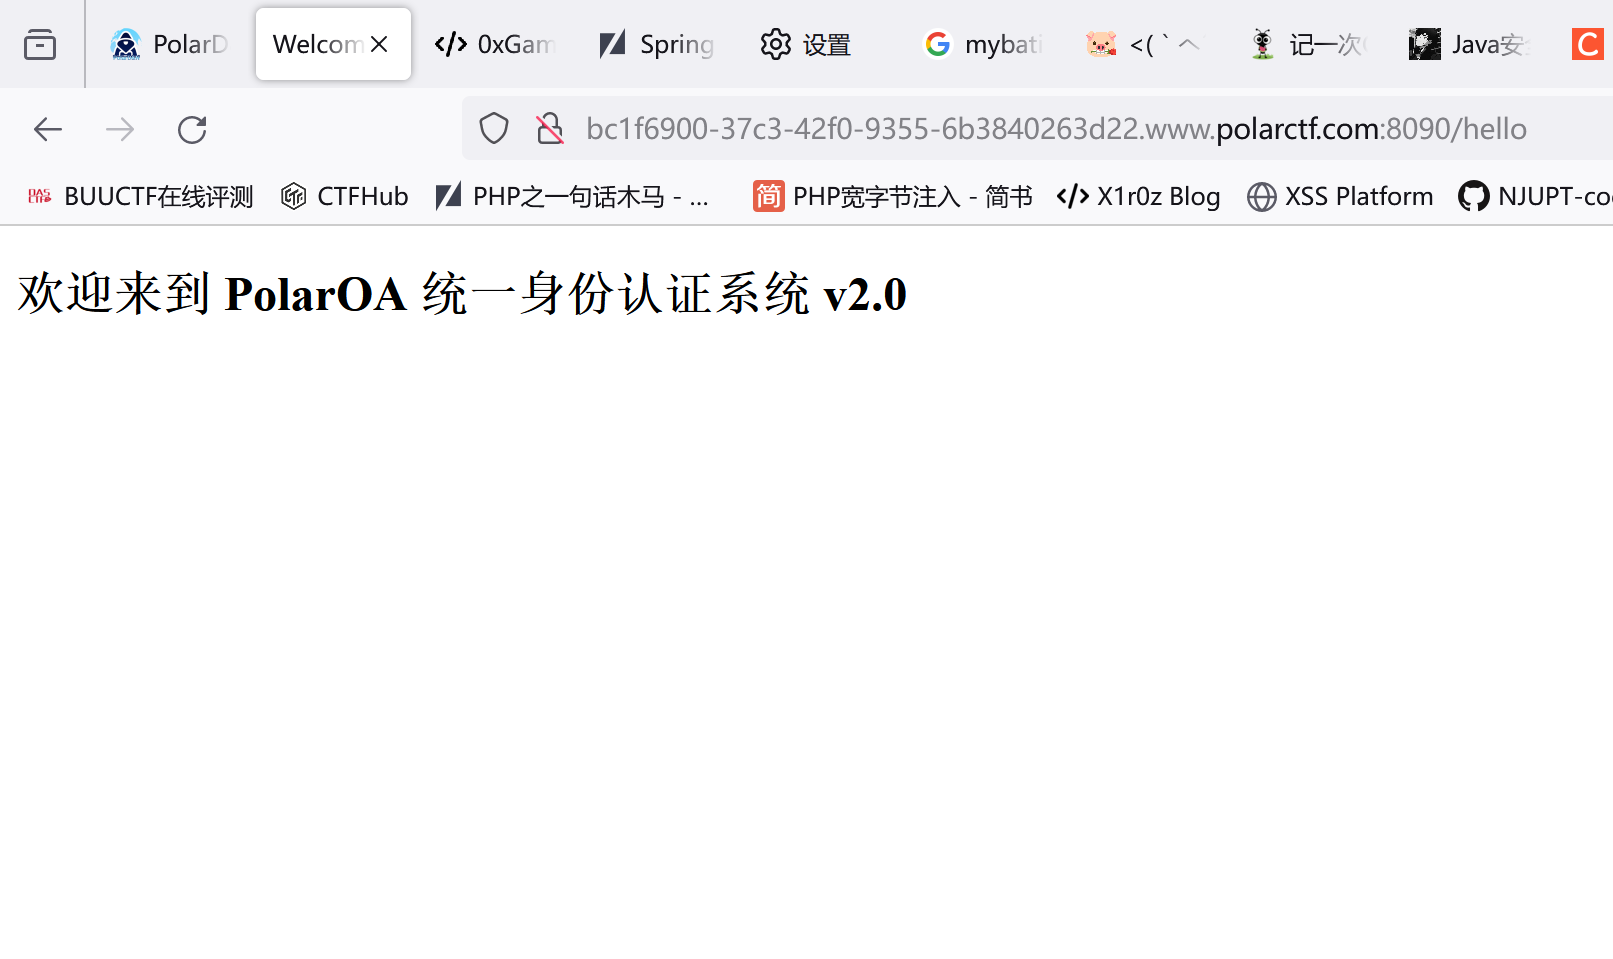 PolarD Welcom 0xGam Spring 设置 mybati <(｀へ 记一次 Java安 C
bc1f6900-37c3-42f0-9355-6b3840263d22.www.polarctf.com:8090/hello
BUUCTF在线评测 CTFHub PHP之一句话木马 - ... 简 PHP宽字节注入 - 简书 X1r0z Blog XSS Platform NJUPT-co
欢迎来到 PolarOA 统一身份认证系统 v2.0